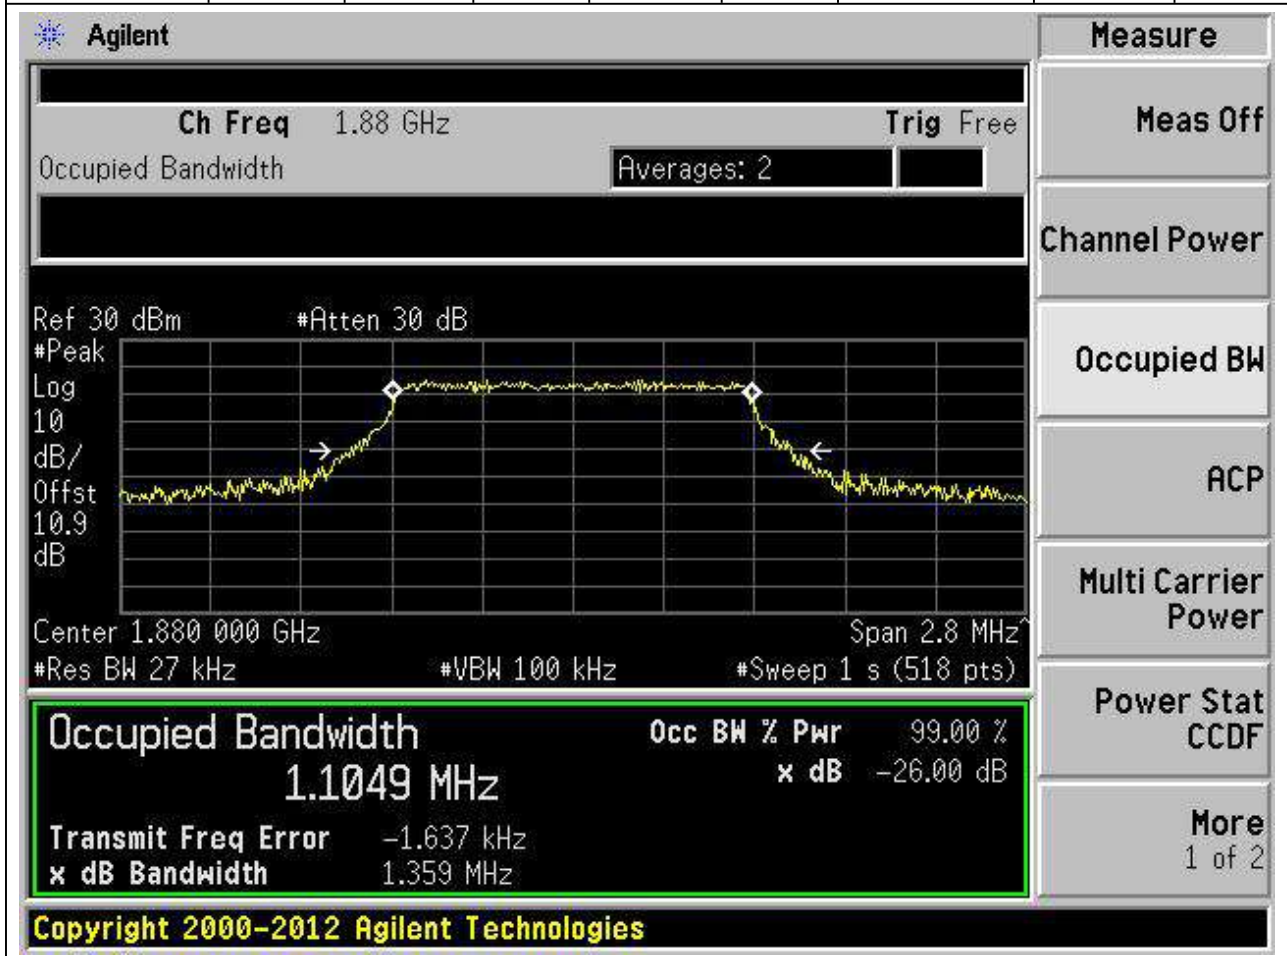 Agilent
Measure
Ch Freq 1.88 GHz Trig Free
Meas Off
Occupied Bandwidth Averages: 2
Channel Power
Ref 30 dBm #Atten 30 dB
#Peak
Log
10
dB/
Offst
10.9
dB
Occupied BW
ACP
Center 1.880 000 GHz Span 2.8 MHz^
#Res BW 27 kHz #VBW 100 kHz #Sweep 1 s (518 pts)
Multi Carrier
Power
Occupied Bandwidth Occ BW % Pwr 99.00 %
1.1049 MHz x dB -26.00 dB
Transmit Freq Error -1.637 kHz
x dB Bandwidth 1.359 MHz
Power Stat
CCDF
More
1 of 2
Copyright 2000-2012 Agilent Technologies